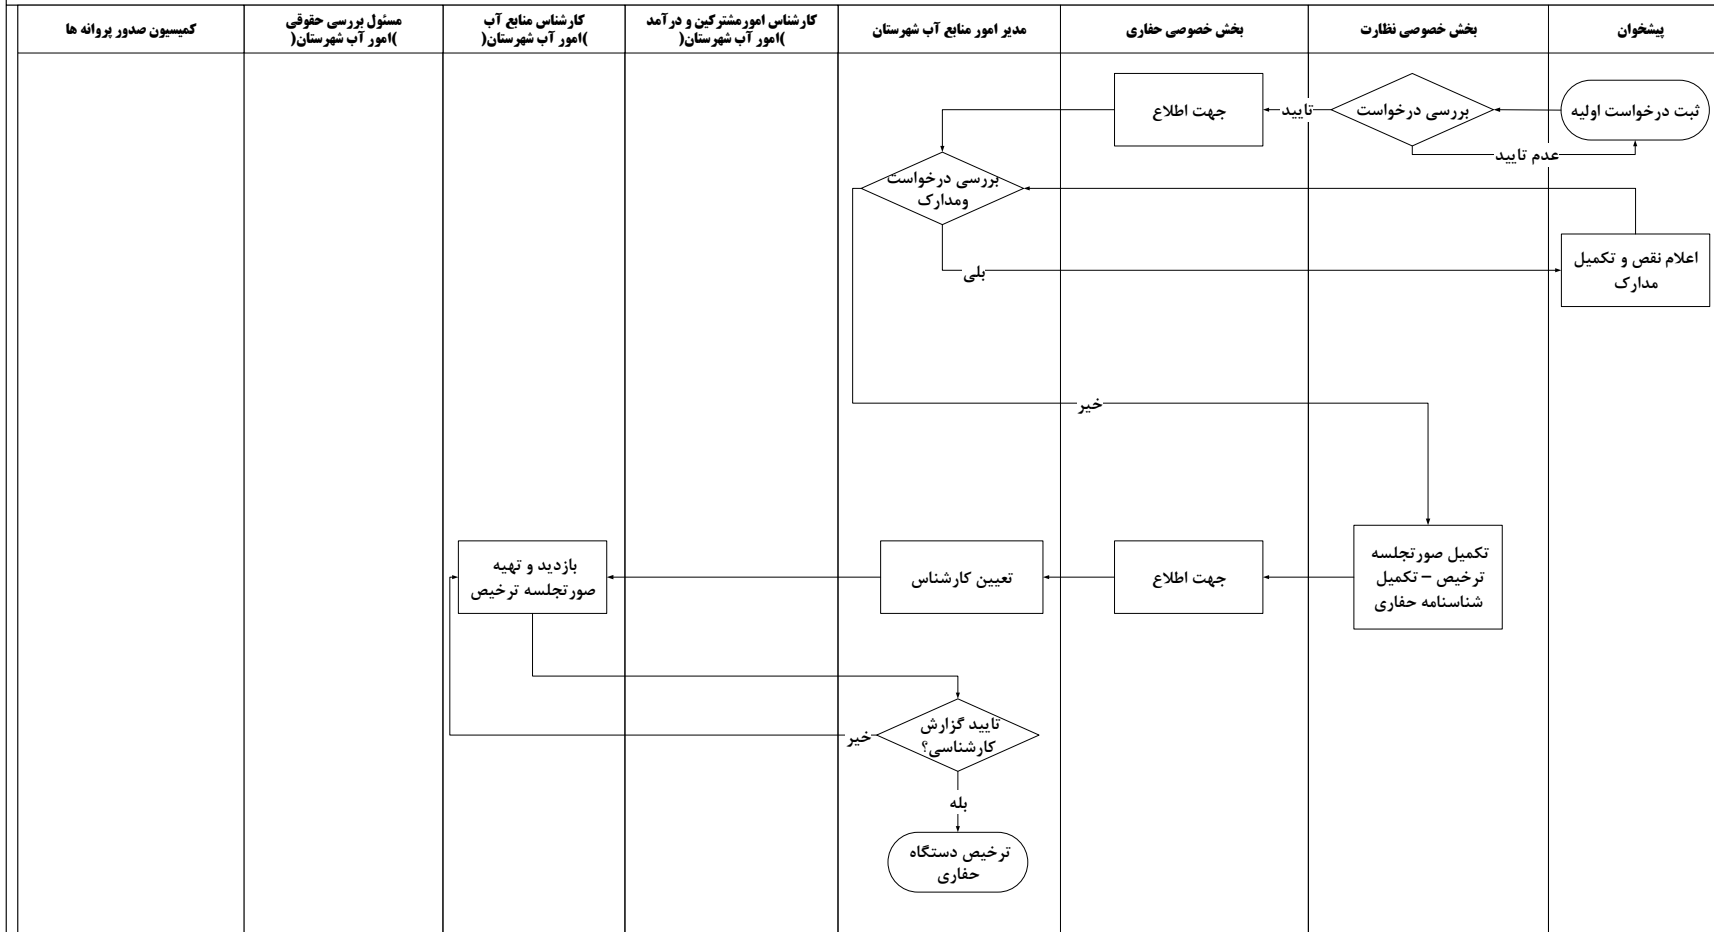 پیشخوان
بخش خصوصی نظارت
بخش خصوصی حفاری
مدیر امور منابع آب شهرستان
کارشناس امورمشترکین و درآمد
)امور آب شهرستان(
کارشناس منابع آب
)امور آب شهرستان(
مسئول بررسی حقوقی
)امور آب شهرستان(
کمیسیون صدور پروانه ها
ثبت درخواست اولیه
بررسی درخواست
تایید
جهت اطلاع
عدم تایید
بررسی درخواست
ومدارک
اعلام نقص و تکمیل
مدارک
بلی
خیر
تکمیل صورتجلسه
ترخیص – تکمیل
شناسنامه حفاری
جهت اطلاع
تعیین کارشناس
بازدید و تهیه
صورتجلسه ترخیص
تایید گزارش
کارشناسی؟
خیر
بله
ترخیص دستگاه
حفاری